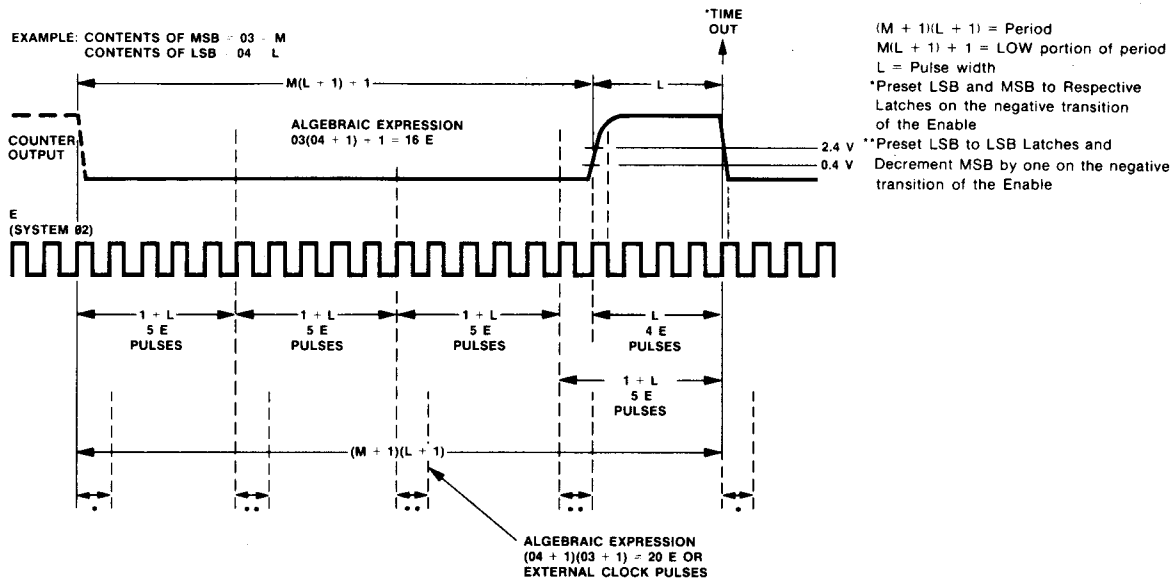 EXAMPLE: CONTENTS OF MSB = 03 = M
CONTENTS OF LSB = 04 = L
*TIME
OUT
(M + 1)(L + 1) = Period
M(L + 1) + 1 = LOW portion of period
L = Pulse width
*Preset LSB and MSB to Respective
Latches on the negative transition
of the Enable
**Preset LSB to LSB Latches and
Decrement MSB by one on the negative
transition of the Enable
M(L + 1) + 1
L
COUNTER
OUTPUT
ALGEBRAIC EXPRESSION
03(04 + 1) + 1 = 16 E
2.4 V
0.4 V
E
(SYSTEM 02)
1 + L
5 E
PULSES
1 + L
5 E
PULSES
1 + L
5 E
PULSES
L
4 E
PULSES
1 + L
5 E
PULSES
(M + 1)(L + 1)
*
**
**
**
*
ALGEBRAIC EXPRESSION
(04 + 1)(03 + 1) = 20 E OR
EXTERNAL CLOCK PULSES